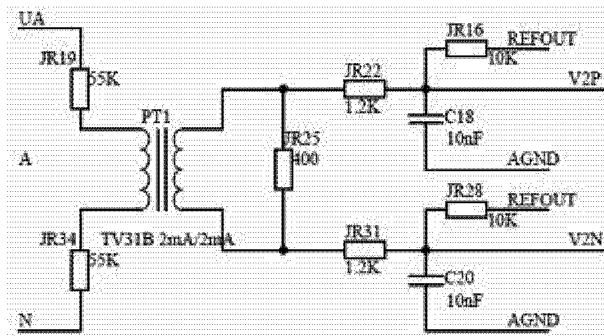 UA
JR19
55K
PT1
A
JR34
55K
TV31B 2mA/2mA
N
JR25
400
JR22
1.2K
JR16
10K
REFOUT
V2P
C18
10nF
AGND
JR28
10K
REFOUT
JR31
1.2K
V2N
C20
10nF
AGND